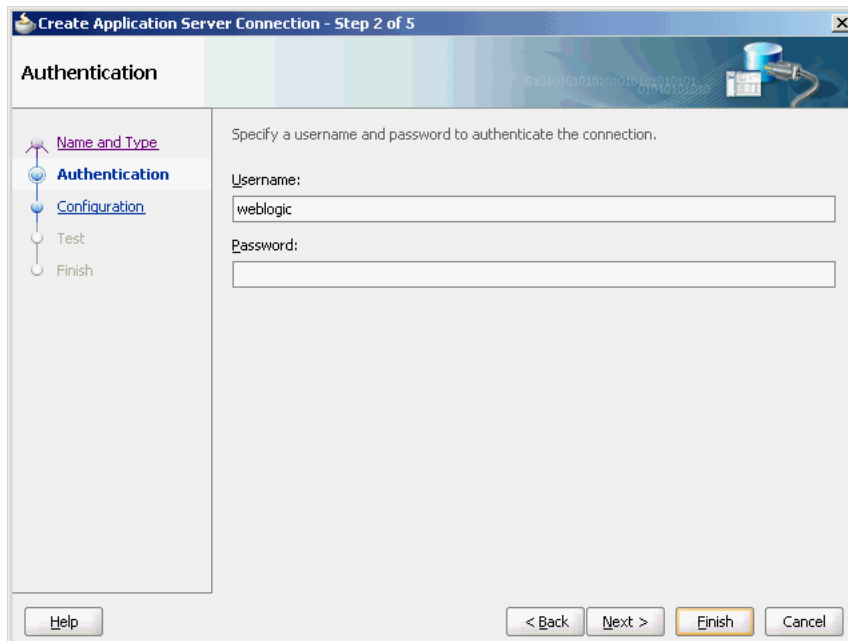 Create Application Server Connection - Step 2 of 5
Authentication
Name and Type
Authentication
Configuration
Test
Finish
Specify a username and password to authenticate the connection.
Username:
weblogic
Password:
Help
< Back
Next >
Finish
Cancel